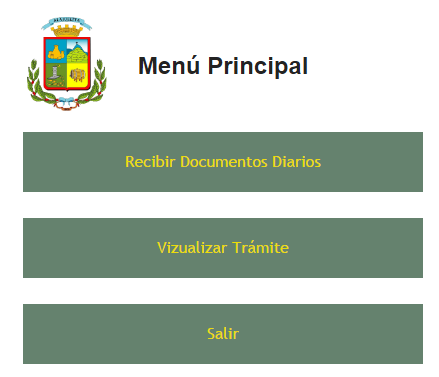 Menú Principal
Recibir Documentos Diarios
Vizualizar Trámite
Salir